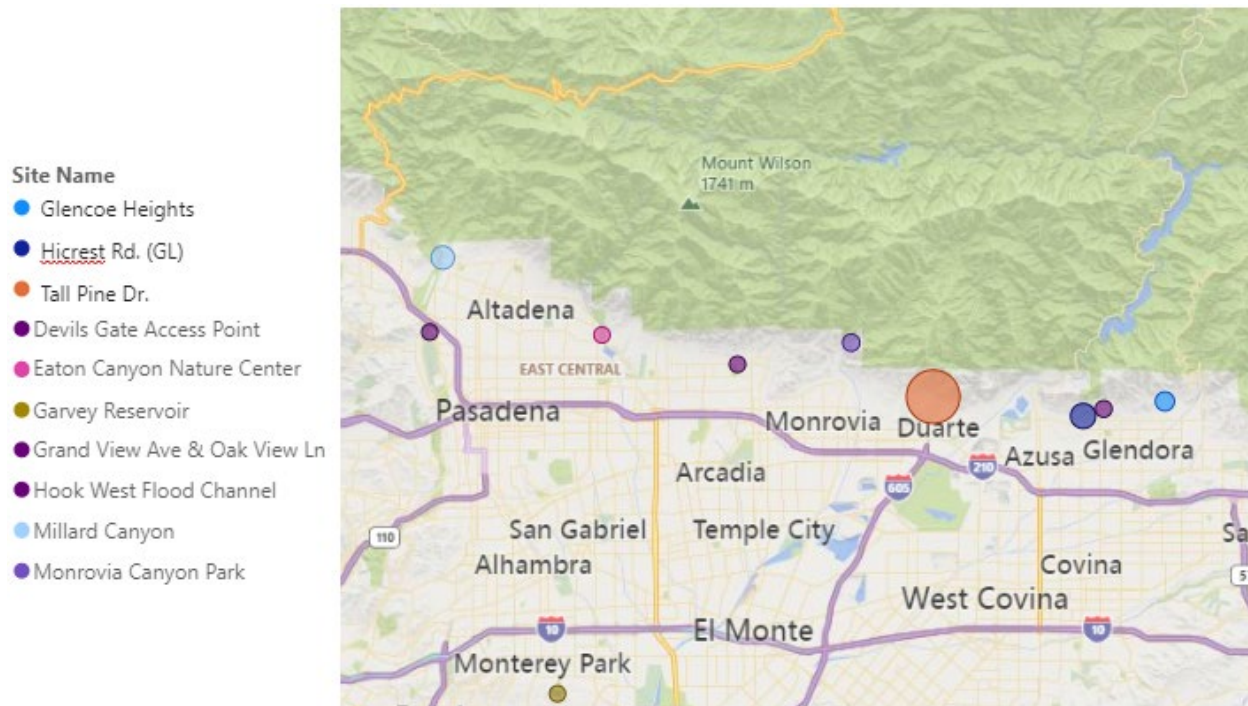 Site Name
Glencoe Heights
Hicrest Rd. (GL)
Tall Pine Dr.
Devils Gate Access Point
Eaton Canyon Nature Center
Garvey Reservoir
Grand View Ave & Oak View Ln
Hook West Flood Channel
Millard Canyon
Monrovia Canyon Park
Mount Wilson
1741 m
Altadena
EAST CENTRAL
Pasadena
Monrovia
Duarte
Glendora
Azusa
Arcadia
210
605
110
San Gabriel
Temple City
Sa
Alhambra
Covina
5
West Covina
10
El Monte
10
Monterey Park